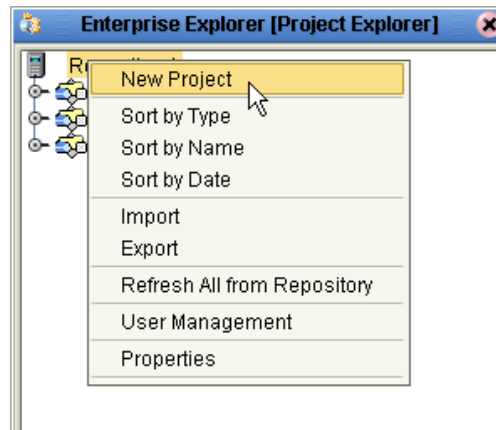 Enterprise Explorer [Project Explorer]
New Project
Sort by Type
Sort by Name
Sort by Date
Import
Export
Refresh All from Repository
User Management
Properties